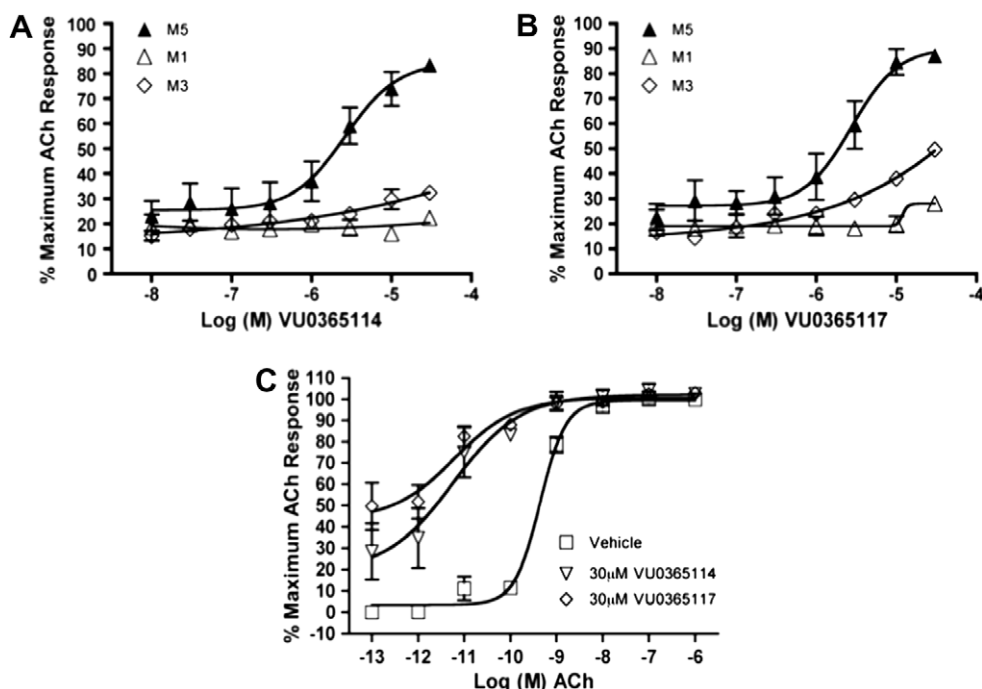 A
M5
M1
M3
% Maximum ACh Response
100
90
80
70
60
50
40
30
20
10
0
-8 -7 -6 -5 -4
Log (M) VU0365114
B
M5
M1
M3
% Maximum ACh Response
100
90
80
70
60
50
40
30
20
10
0
-8 -7 -6 -5 -4
Log (M) VU0365117
C
% Maximum ACh Response
110
100
90
80
70
60
50
40
30
20
10
0
-10
Vehicle
30μM VU0365114
30μM VU0365117
-13 -12 -11 -10 -9 -8 -7 -6
Log (M) ACh